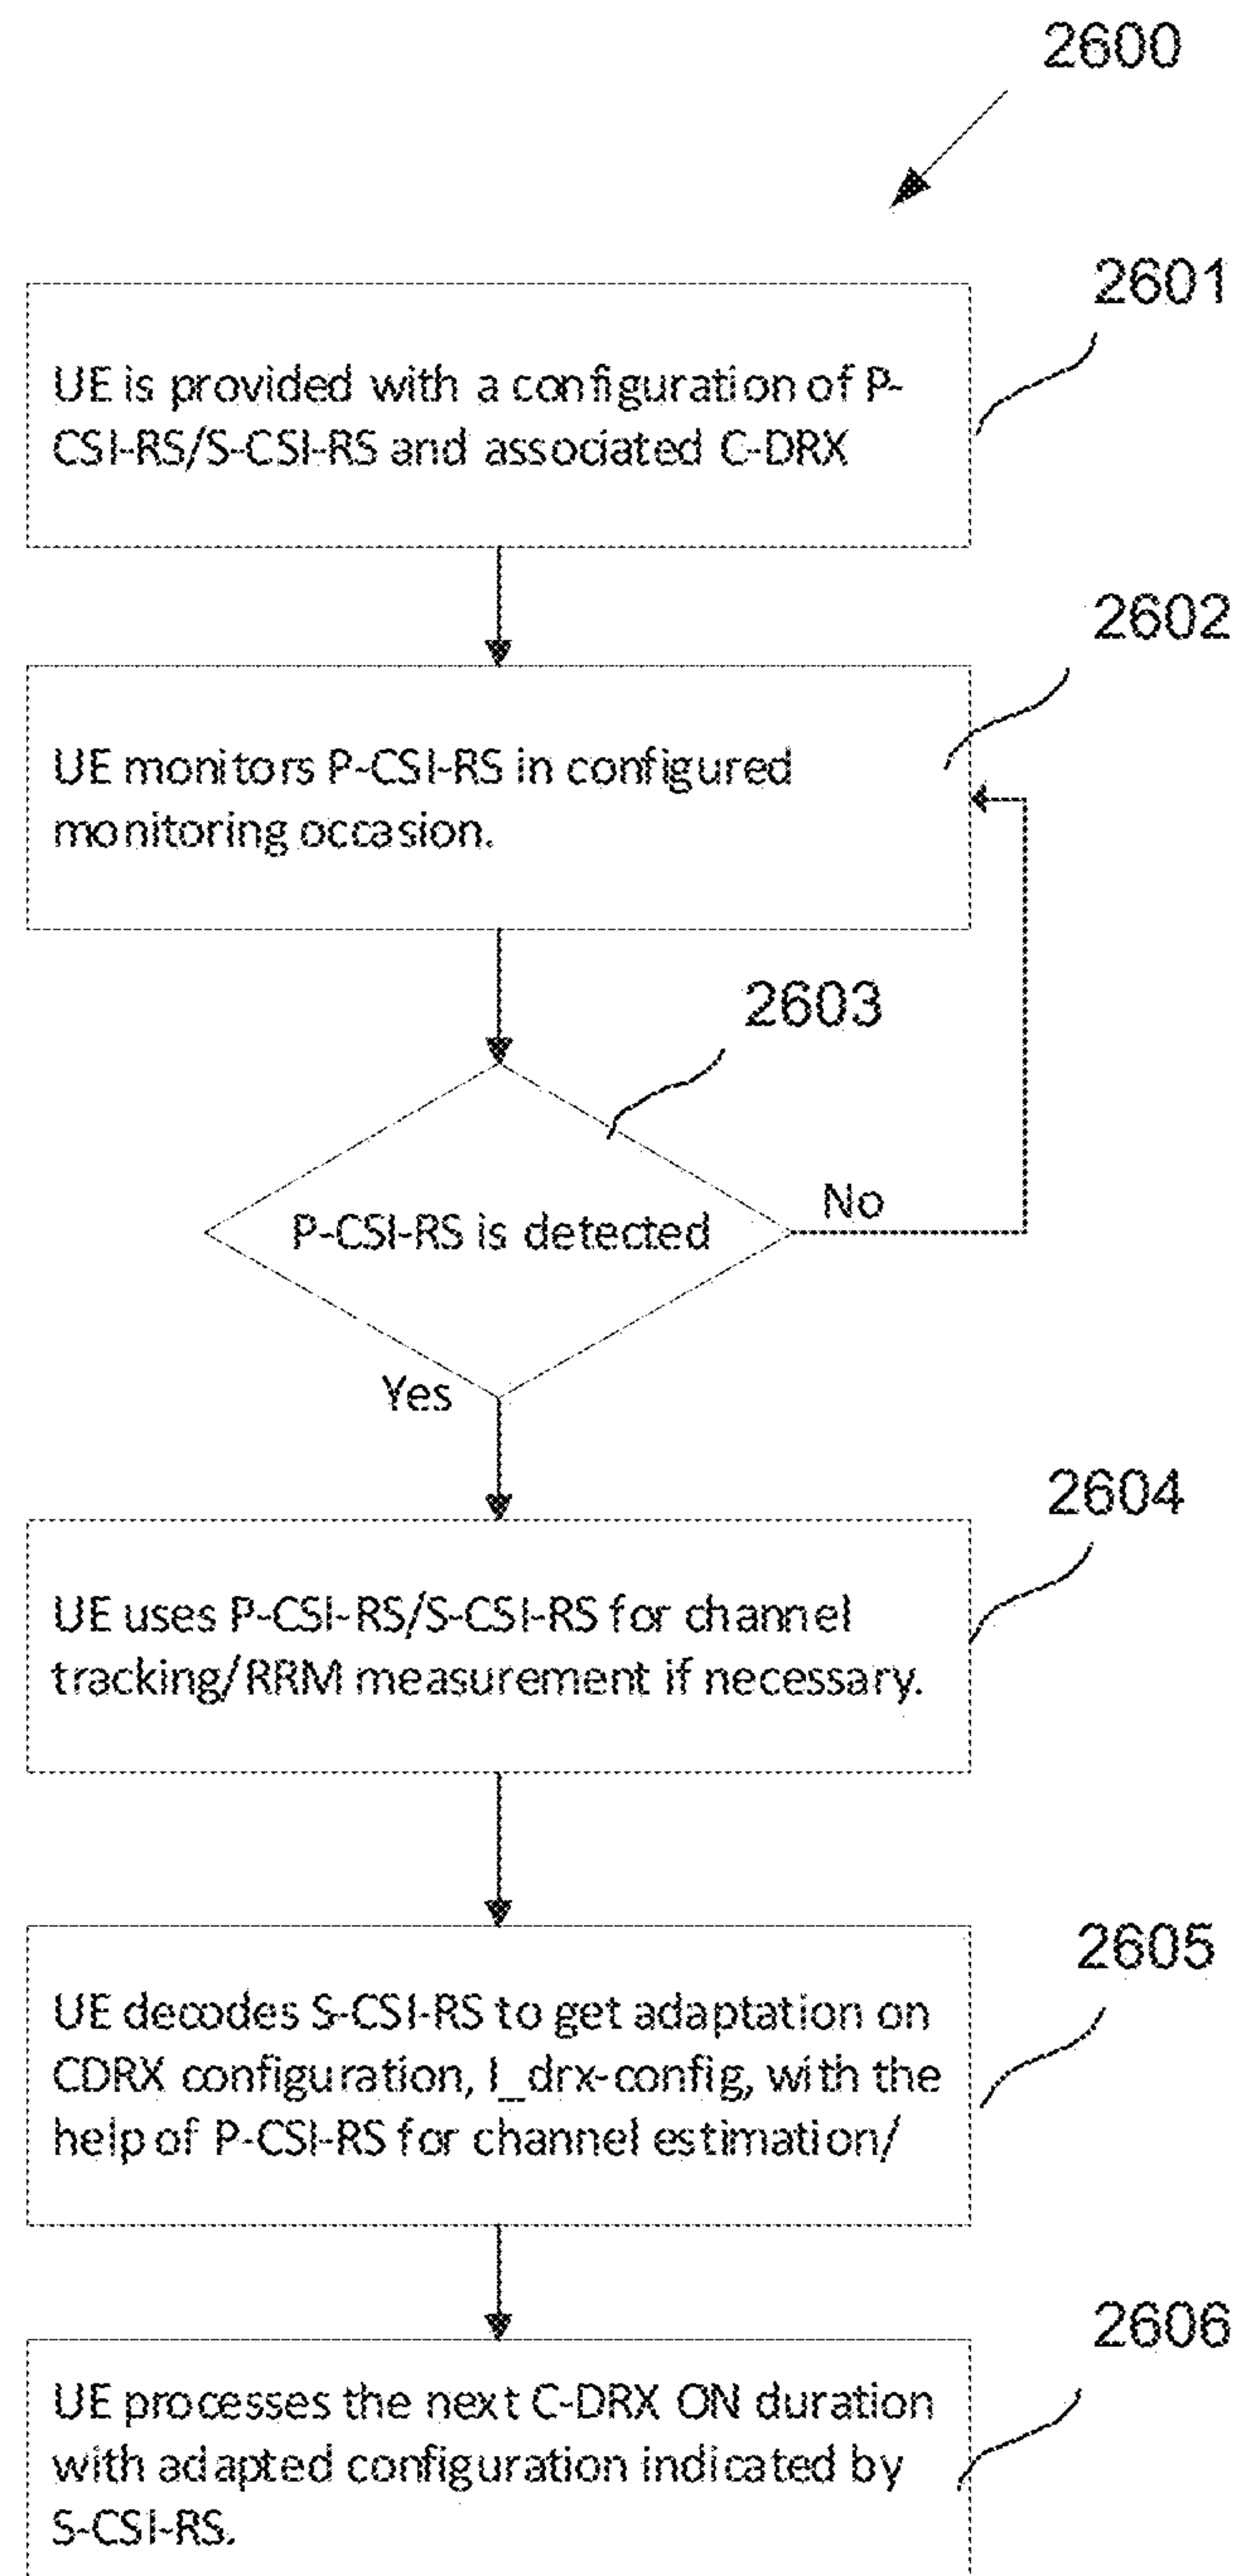 2600
2601
UE is provided with a configuration of P-
CSI-RS/S-CSI-RS and associated C-DRX
2602
UE monitors P-CSI-RS in configured
monitoring occasion.
2603
P-CSI-RS is detected
No
Yes
2604
UE uses P-CSI-RS/S-CSI-RS for channel
tracking/RRM measurement if necessary.
2605
UE decodes S-CSI-RS to get adaptation on
CDRX configuration, I_drx-config, with the
help of P-CSI-RS for channel estimation/
2606
UE processes the next C-DRX ON duration
with adapted configuration indicated by
S-CSI-RS.